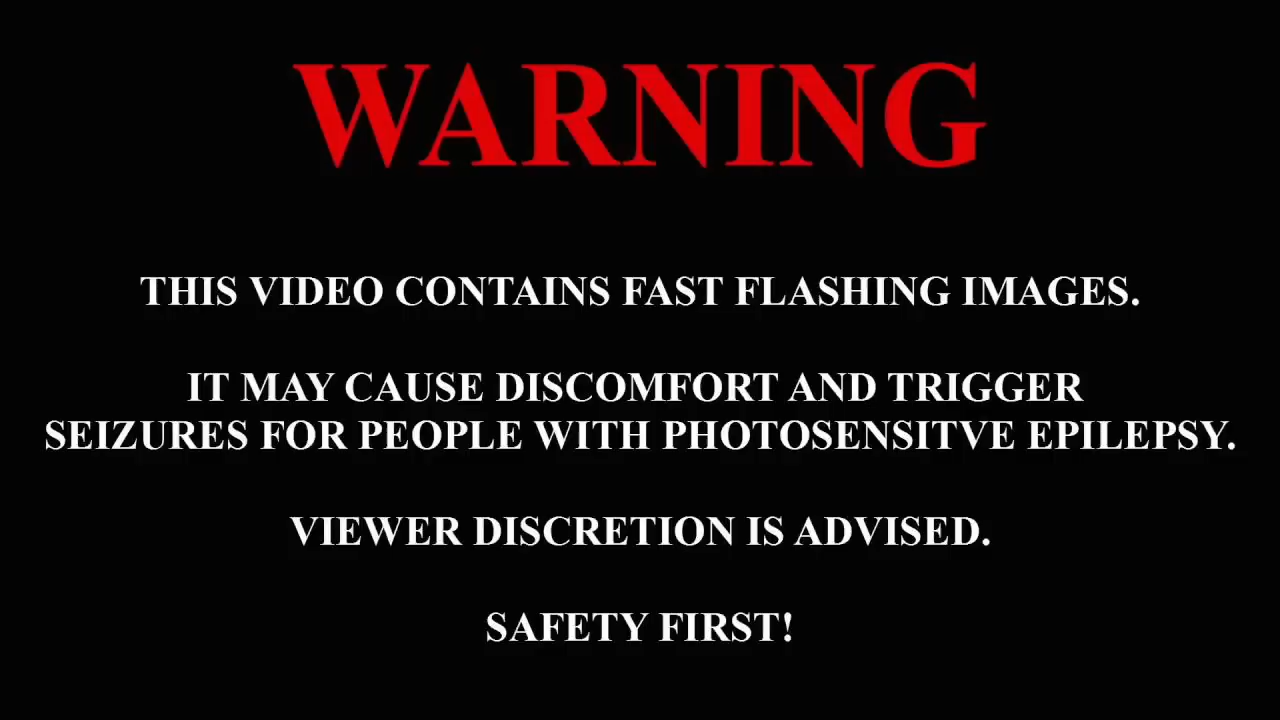 WARNING
THIS VIDEO CONTAINS FAST FLASHING IMAGES.
IT MAY CAUSE DISCOMFORT AND TRIGGER
SEIZURES FOR PEOPLE WITH PHOTOSENSITVE EPILEPSY.
VIEWER DISCRETION IS ADVISED.
SAFETY FIRST!